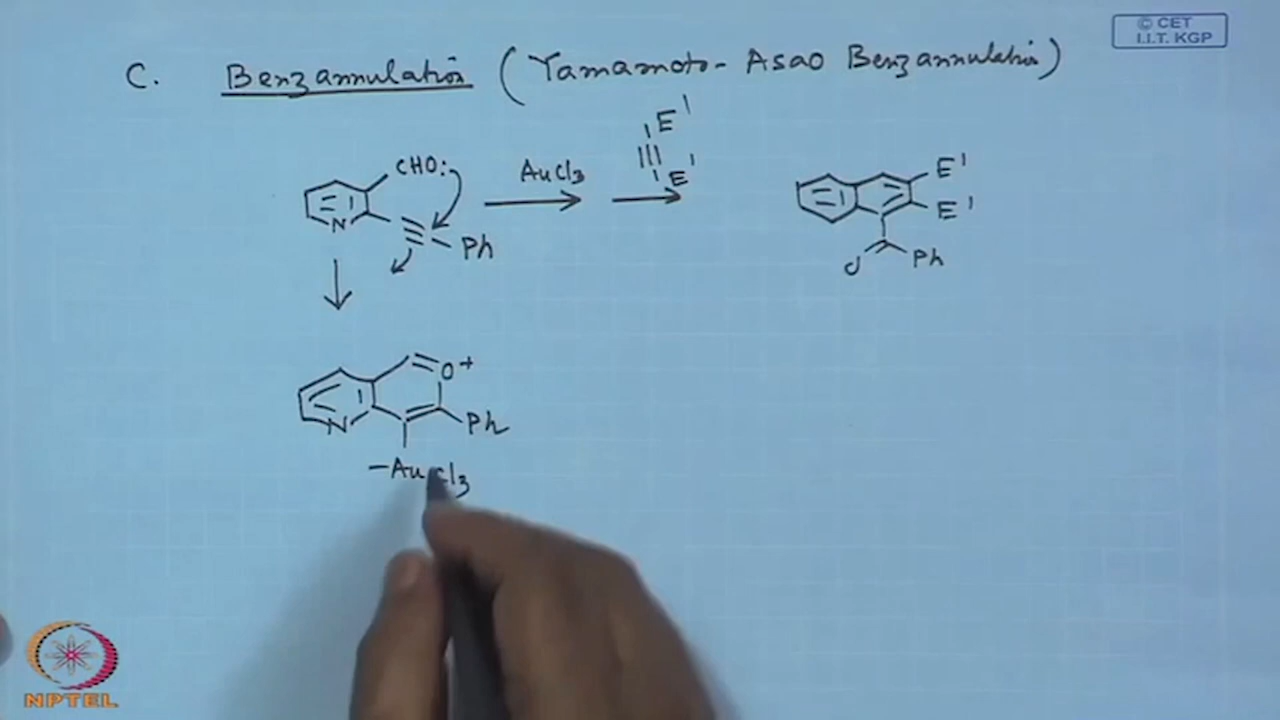 © CET
I.I.T. KGP
C. Benzannulation (Yamamoto-Asao Benzannulation)
E'
E'
CHO:
AuCl3
N
Ph
E'
E'
O
Ph
O+
N
Ph
-AuCl3
NPTEL